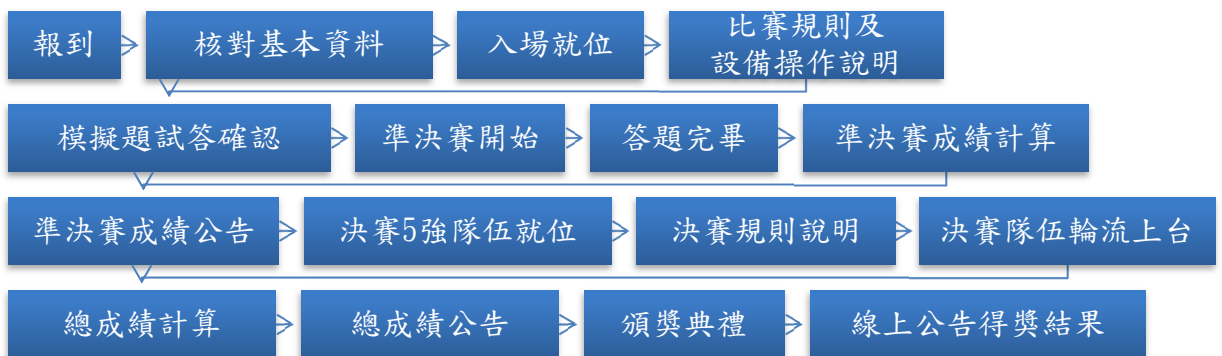 報到
核對基本資料
入場就位
比賽規則及
設備操作說明
模擬題試答確認
準決賽開始
答題完畢
準決賽成績計算
準決賽成績公告
決賽5強隊伍就位
決賽規則說明
決賽隊伍輪流上台
總成績計算
總成績公告
頒獎典禮
線上公告得獎結果